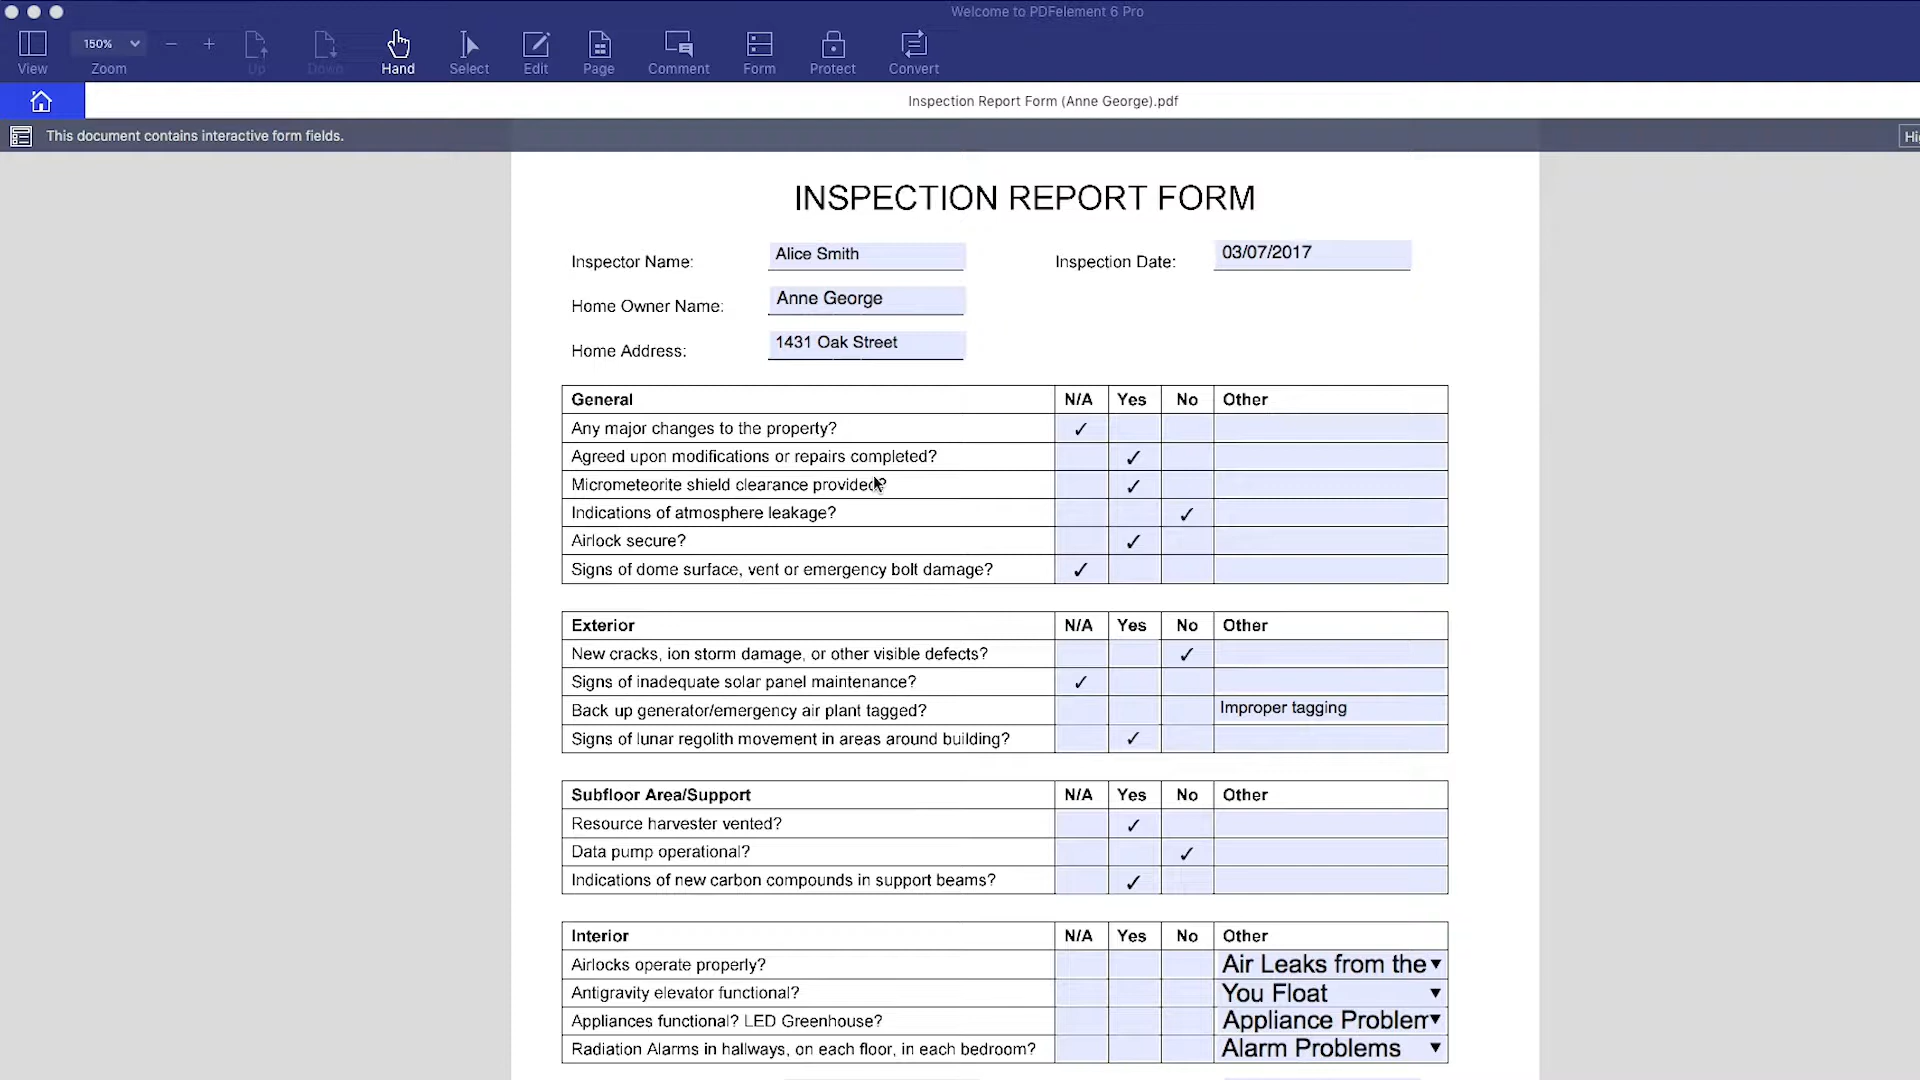 Welcome to PDFelement 6 Pro
150%
View Zoom Up Down Hand Select Edit Page Comment Form Protect Convert
Inspection Report Form (Anne George).pdf
This document contains interactive form fields.
INSPECTION REPORT FORM
Inspector Name: Alice Smith Inspection Date: 03/07/2017
Home Owner Name: Anne George
Home Address: 1431 Oak Street
General N/A Yes No Other
Any major changes to the property? ✓
Agreed upon modifications or repairs completed? ✓
Micrometeorite shield clearance provided? ✓
Indications of atmosphere leakage? ✓
Airlock secure? ✓
Signs of dome surface, vent or emergency bolt damage? ✓
Exterior N/A Yes No Other
New cracks, ion storm damage, or other visible defects? ✓
Signs of inadequate solar panel maintenance? ✓
Back up generator/emergency air plant tagged? Improper tagging
Signs of lunar regolith movement in areas around building? ✓
Subfloor Area/Support N/A Yes No Other
Resource harvester vented? ✓
Data pump operational? ✓
Indications of new carbon compounds in support beams? ✓
Interior N/A Yes No Other
Airlocks operate properly? Air Leaks from the
Antigravity elevator functional? You Float
Appliances functional? LED Greenhouse? Appliance Problem
Radiation Alarms in hallways, on each floor, in each bedroom? Alarm Problems